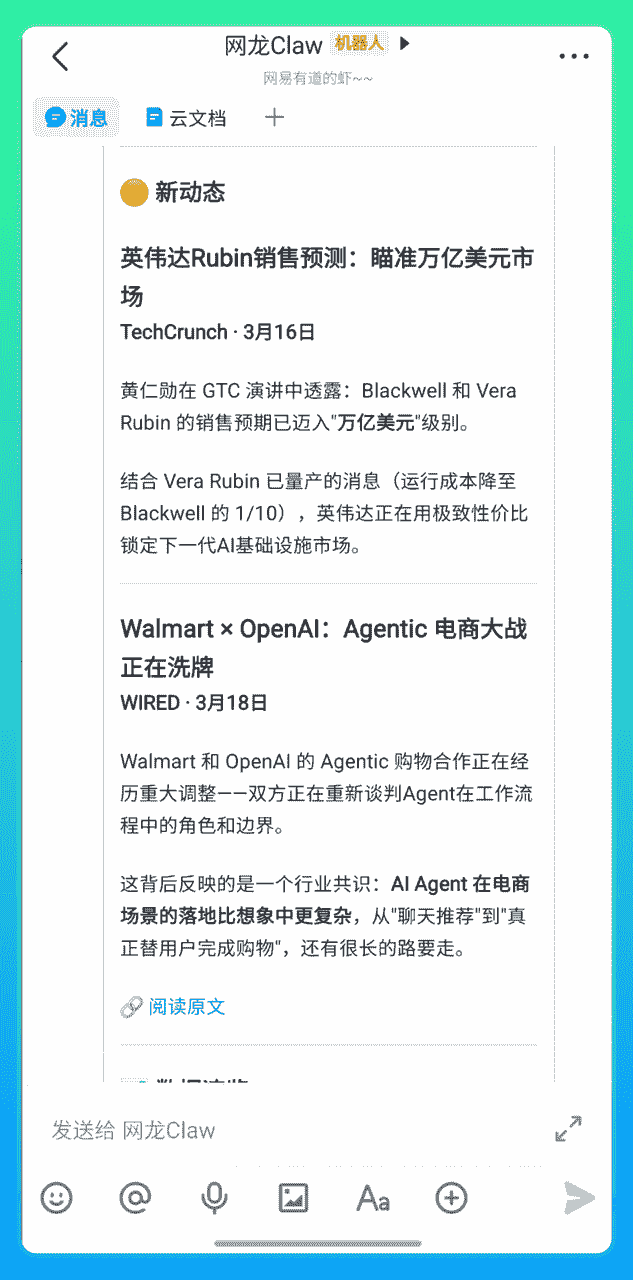 网龙Claw 机器人
网易有道的虾~~
消息 云文档
新动态
英伟达Rubin销售预测：瞄准万亿美元市
场
TechCrunch · 3月16日
黄仁勋在 GTC 演讲中透露：Blackwell 和 Vera
Rubin 的销售预期已迈入"万亿美元"级别。
结合 Vera Rubin 已量产的消息（运行成本降至
Blackwell 的 1/10），英伟达正在用极致性价比
锁定下一代AI基础设施市场。
Walmart × OpenAI：Agentic 电商大战
正在洗牌
WIRED · 3月18日
Walmart 和 OpenAI 的 Agentic 购物合作正在经
历重大调整——双方正在重新谈判Agent在工作流
程中的角色和边界。
这背后反映的是一个行业共识：AI Agent 在电商
场景的落地比想象中更复杂，从"聊天推荐"到"真
正替用户完成购物"，还有很长的路要走。
阅读原文
发送给 网龙Claw
Aa